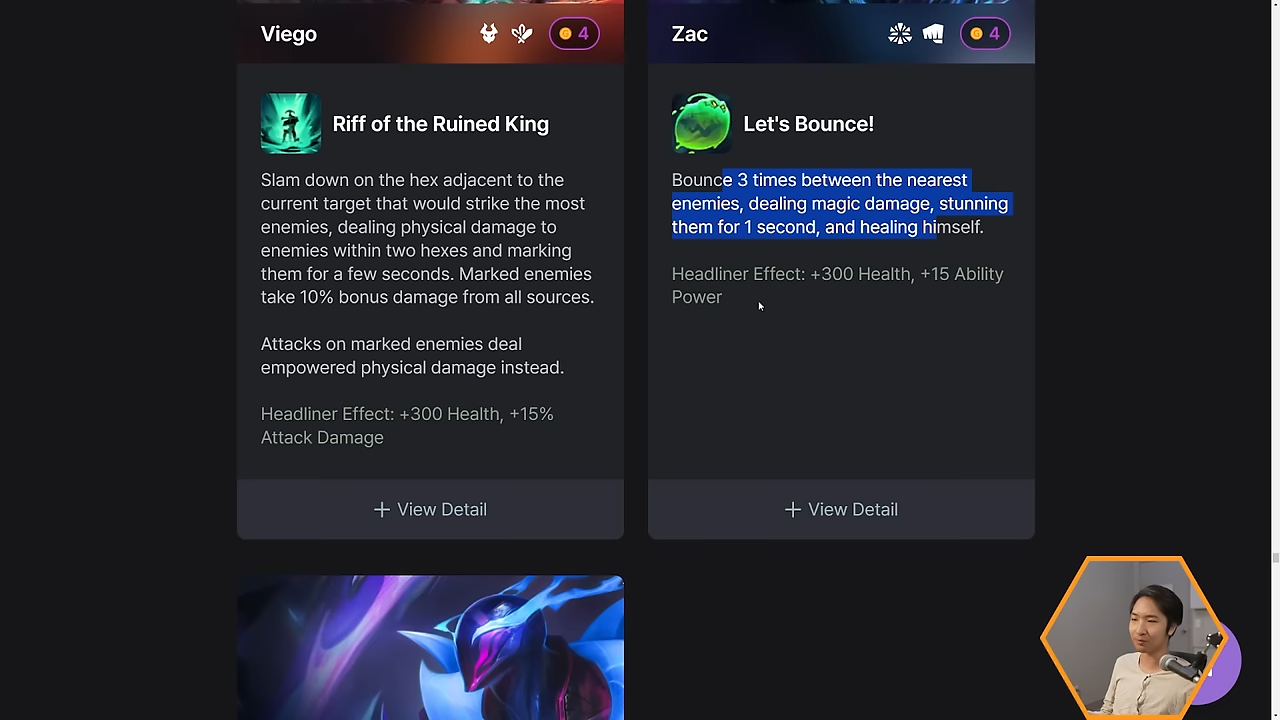 Viego
4
Riff of the Ruined King
Slam down on the hex adjacent to the
current target that would strike the most
enemies, dealing physical damage to
enemies within two hexes and marking
them for a few seconds. Marked enemies
take 10% bonus damage from all sources.
Attacks on marked enemies deal
empowered physical damage instead.
Headliner Effect: +300 Health, +15%
Attack Damage
+ View Detail
Zac
4
Let's Bounce!
Bounce 3 times between the nearest
enemies, dealing magic damage, stunning
them for 1 second, and healing himself.
Headliner Effect: +300 Health, +15 Ability
Power
+ View Detail